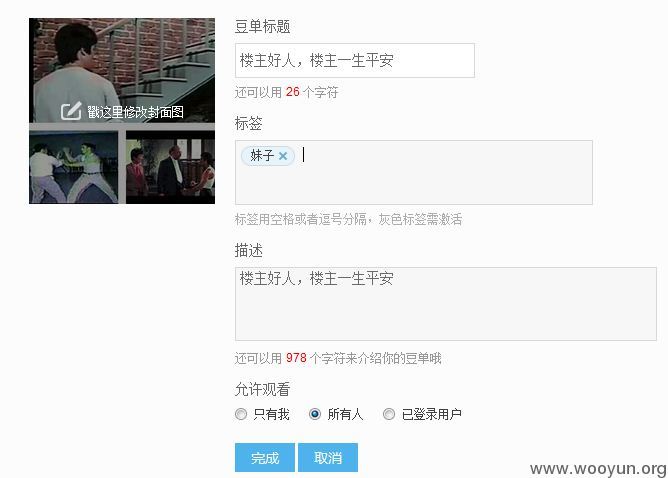 豆单标题
楼主好人，楼主一生平安
还可以用 26 个字符
戳这里修改封面图
标签
妹子 ×
标签用空格或者逗号分隔，灰色标签需激活
描述
楼主好人，楼主一生平安
还可以用 978 个字符来介绍你的豆单哦
允许观看
只有我 所有人 已登录用户
完成 取消
www.wooyun.org